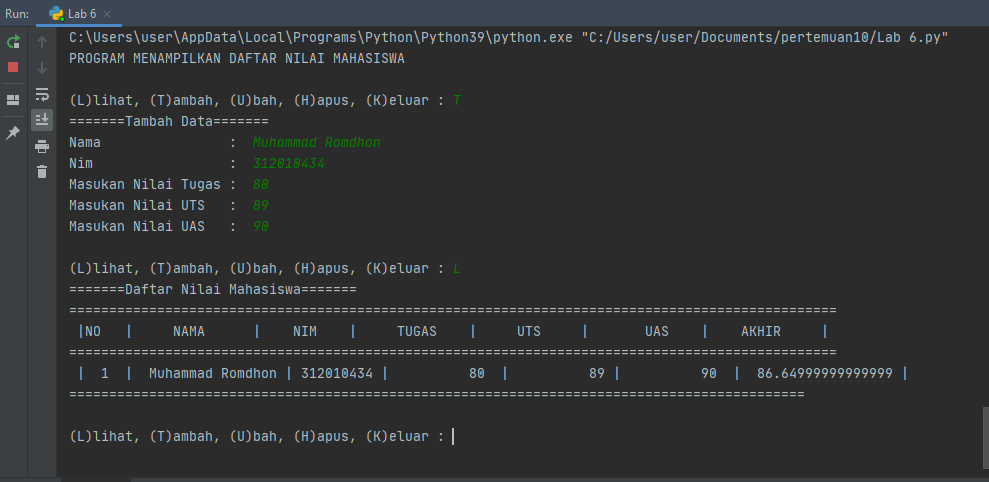 Run: Lab 6
C:\Users\user\AppData\Local\Programs\Python\Python39\python.exe "C:/Users/user/Documents/pertemuan10/Lab 6.py"
PROGRAM MENAMPILKAN DAFTAR NILAI MAHASISWA
(L)lihat, (T)ambah, (U)bah, (H)apus, (K)eluar : T
=======Tambah Data=======
Nama                :  Muhammad Romdhon
Nim                 :  312010434
Masukan Nilai Tugas :  80
Masukan Nilai UTS   :  89
Masukan Nilai UAS   :  90
(L)lihat, (T)ambah, (U)bah, (H)apus, (K)eluar : L
=======Daftar Nilai Mahasiswa=======
================================================================================================
 |NO   |     NAMA      |    NIM    |     TUGAS    |     UTS     |       UAS    |    AKHIR     |
================================================================================================
 |  1  |  Muhammad Romdhon | 312010434 |          80  |          89 |          90  |  86.64999999999999 |
============================================================================================
(L)lihat, (T)ambah, (U)bah, (H)apus, (K)eluar :